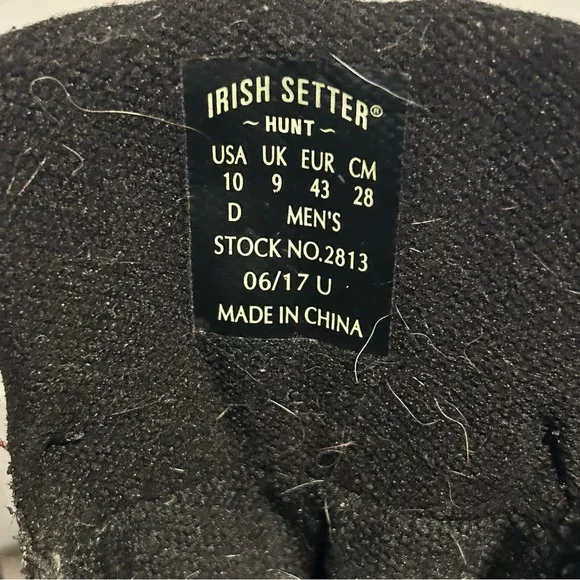 IRISH SETTER®
~ HUNT ~
USA UK EUR CM
10 9 43 28
D MEN'S
STOCK NO.2813
06/17 U
MADE IN CHINA